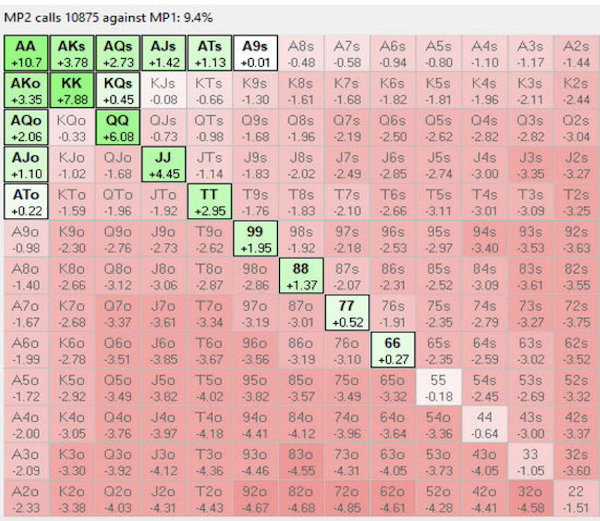 MP2 calls 10875 against MP1: 9.4%
AA AKs AQs AJs ATs A9s A8s A7s A6s A5s A4s A3s A2s
+10.7 +3.78 +2.73 +1.42 +1.13 +0.01 -0.48 -0.58 -0.94 -0.80 -1.10 -1.17 -1.44
AKo KK KQs KJs KTs K9s K8s K7s K6s K5s K4s K3s K2s
+3.35 +7.88 +0.45 -0.08 -0.66 -1.30 -1.61 -1.68 -1.82 -1.81 -1.96 -2.11 -2.44
AQo KQo QQ QJs QTs Q9s Q8s Q7s Q6s Q5s Q4s Q3s Q2s
+2.06 -0.33 +6.08 -0.73 -0.98 -1.68 -1.96 -2.19 -2.50 -2.62 -2.82 -2.82 -3.04
AJo KJo QJo JJ JTs J9s J8s J7s J6s J5s J4s J3s J2s
+1.10 -1.02 -1.68 +4.45 -1.14 -1.83 -2.02 -2.49 -2.85 -2.74 -3.00 -3.35 -3.27
ATo KTo QTo JTo TT T9s T8s T7s T6s T5s T4s T3s T2s
+0.22 -1.59 -1.96 -1.92 +2.95 -1.76 -1.83 -2.10 -2.66 -3.11 -3.01 -3.09 -3.25
A9o K9o Q9o J9o T9o 99 98s 97s 96s 95s 94s 93s 92s
-0.98 -2.30 -2.76 -2.73 -2.62 +1.95 -1.92 -2.18 -2.53 -2.97 -3.40 -3.53 -3.63
A8o K8o Q8o J8o T8o 98o 88 87s 86s 85s 84s 83s 82s
-1.40 -2.66 -3.12 -3.06 -2.87 -2.86 +1.37 -2.07 -2.31 -2.52 -3.09 -3.61 -3.55
A7o K7o Q7o J7o T7o 97o 87o 77 76s 75s 74s 73s 72s
-1.67 -2.68 -3.37 -3.61 -3.34 -3.19 -3.01 +0.52 -1.91 -2.35 -2.79 -3.27 -3.75
A6o K6o Q6o J6o T6o 96o 86o 76o 66 65s 64s 63s 62s
-1.99 -2.78 -3.51 -3.85 -3.67 -3.56 -3.19 -3.10 +0.27 -2.35 -2.59 -3.02 -3.52
A5o K5o Q5o J5o T5o 95o 85o 75o 65o 55 54s 53s 52s
-1.72 -2.92 -3.49 -3.82 -4.02 -3.82 -3.57 -3.49 -3.32 -0.18 -2.45 -2.69 -3.32
A4o K4o Q4o J4o T4o 94o 84o 74o 64o 54o 44 43s 42s
-2.00 -3.05 -3.76 -3.97 -4.18 -4.41 -4.12 -3.96 -3.64 -3.36 -0.64 -3.00 -3.37
A3o K3o Q3o J3o T3o 93o 83o 73o 63o 53o 43o 33 32s
-2.09 -3.30 -3.92 -4.12 -4.36 -4.46 -4.55 -4.31 -4.05 -3.73 -4.05 -1.05 -3.60
A2o K2o Q2o J2o T2o 92o 82o 72o 62o 52o 42o 32o 22
-2.33 -3.38 -4.03 -4.31 -4.43 -4.67 -4.68 -4.85 -4.61 -4.28 -4.41 -4.58 -1.51